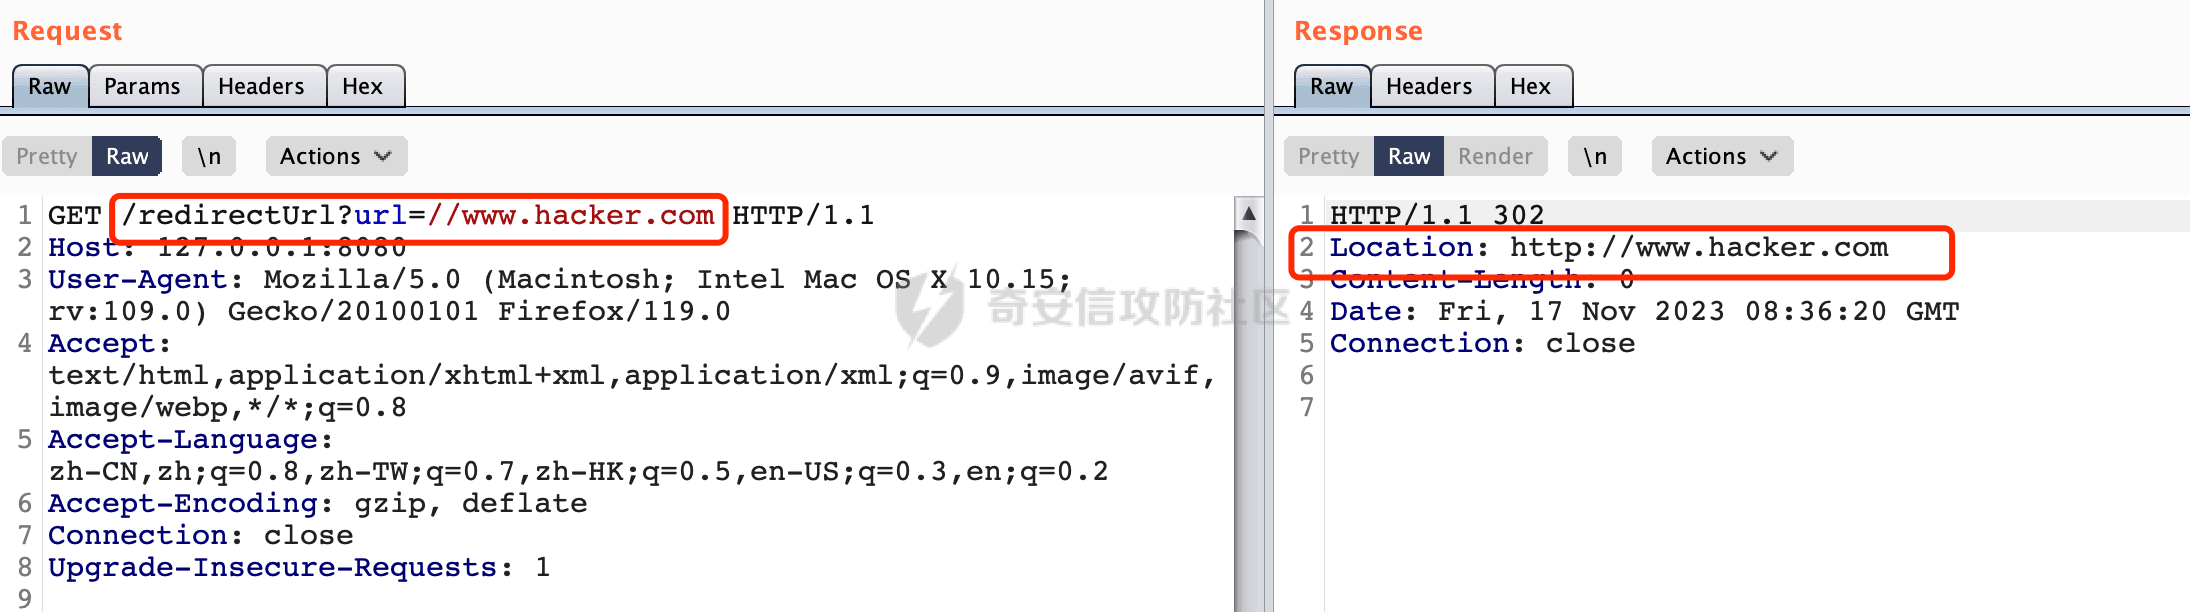 Request
Raw Params Headers Hex
Pretty Raw \n Actions
1 GET /redirectUrl?url=//www.hacker.com HTTP/1.1
2 Host: 127.0.0.1:8080
3 User-Agent: Mozilla/5.0 (Macintosh; Intel Mac OS X 10.15;
rv:109.0) Gecko/20100101 Firefox/119.0
4 Accept:
text/html,application/xhtml+xml,application/xml;q=0.9,image/avif,
image/webp,*/*;q=0.8
5 Accept-Language:
zh-CN,zh;q=0.8,zh-TW;q=0.7,zh-HK;q=0.5,en-US;q=0.3,en;q=0.2
6 Accept-Encoding: gzip, deflate
7 Connection: close
8 Upgrade-Insecure-Requests: 1
9
Response
Raw Headers Hex
Pretty Raw Render \n Actions
1 HTTP/1.1 302
2 Location: http://www.hacker.com
3 Content-Length: 0
4 Date: Fri, 17 Nov 2023 08:36:20 GMT
5 Connection: close
6
7
奇安信攻防社区